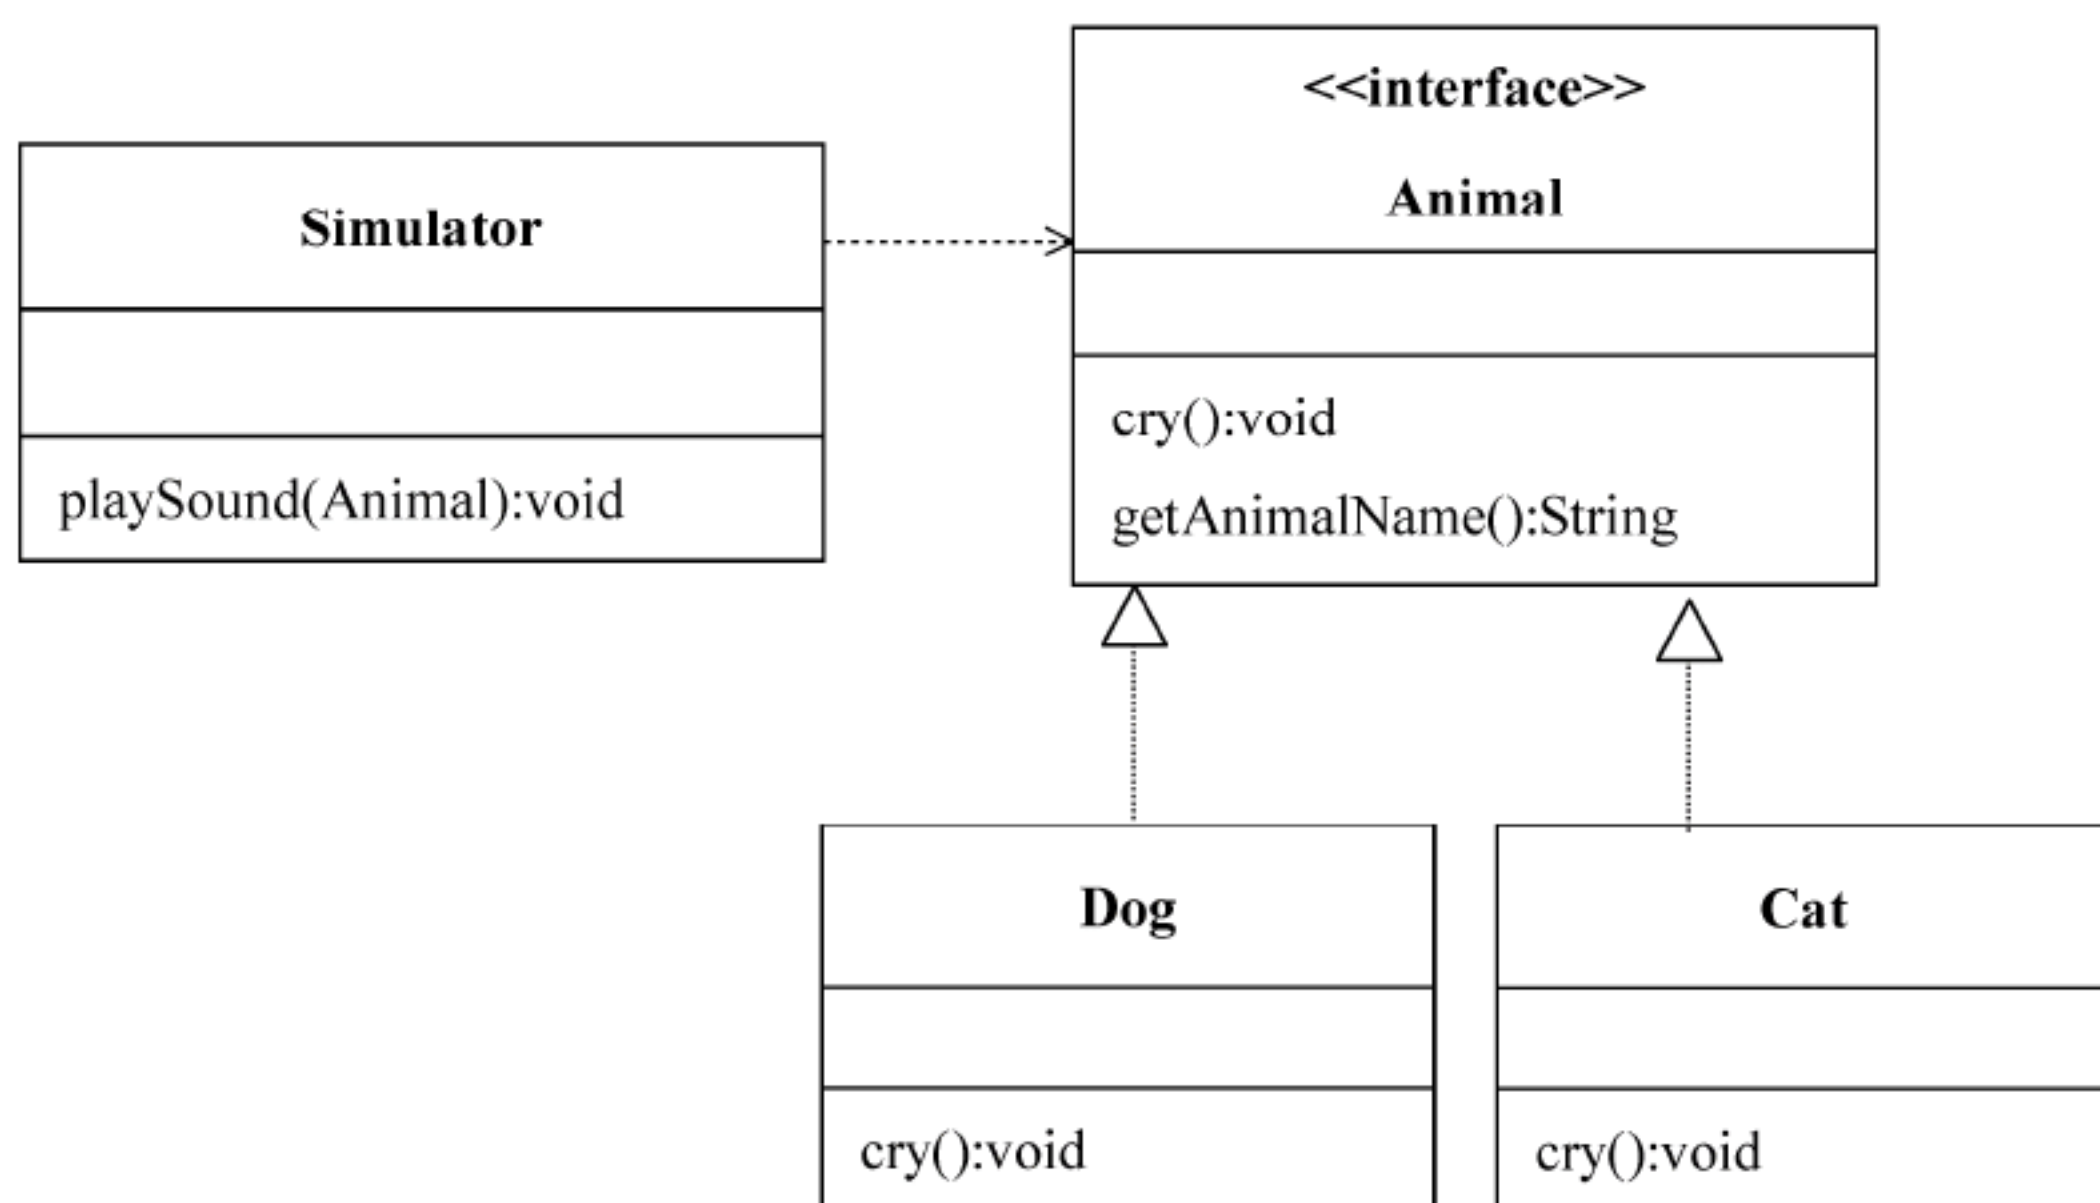 <<interface>>
Animal
Simulator
cry():void
getAnimalName():String
playSound(Animal):void
Dog
Cat
cry():void
cry():void